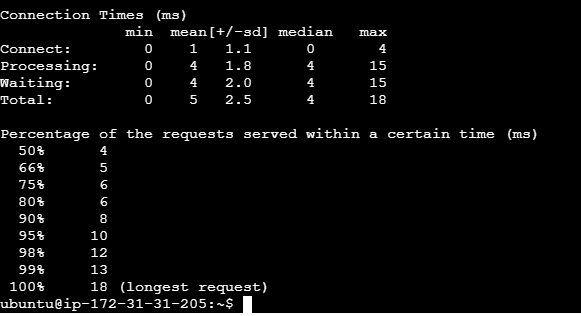 Connection Times (ms)
              min  mean[+/-sd] median   max
Connect:        0    1   1.1      0       4
Processing:     0    4   1.8      4      15
Waiting:        0    4   2.0      4      15
Total:          0    5   2.5      4      18

Percentage of the requests served within a certain time (ms)
  50%      4
  66%      5
  75%      6
  80%      6
  90%      8
  95%     10
  98%     12
  99%     13
 100%     18 (longest request)
ubuntu@ip-172-31-31-205:~$